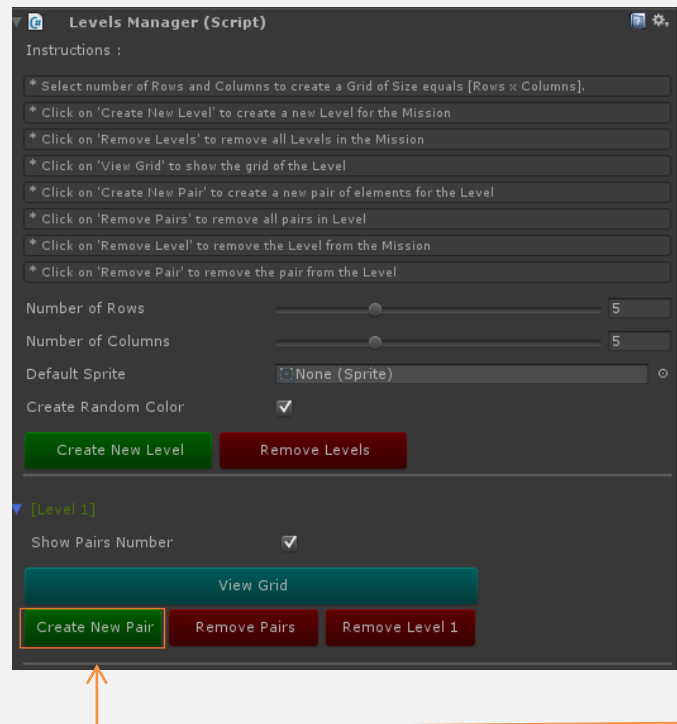 Levels Manager (Script)
Instructions :
* Select number of Rows and Columns to create a Grid of Size equals [Rows x Columns].
* Click on 'Create New Level' to create a new Level for the Mission
* Click on 'Remove Levels' to remove all Levels in the Mission
* Click on 'View Grid' to show the grid of the Level
* Click on 'Create New Pair' to create a new pair of elements for the Level
* Click on 'Remove Pairs' to remove all pairs in Level
* Click on 'Remove Level' to remove the Level from the Mission
* Click on 'Remove Pair' to remove the pair from the Level
Number of Rows 5
Number of Columns 5
Default Sprite None (Sprite)
Create Random Color
Create New Level Remove Levels
[Level 1]
Show Pairs Number
View Grid
Create New Pair Remove Pairs Remove Level 1